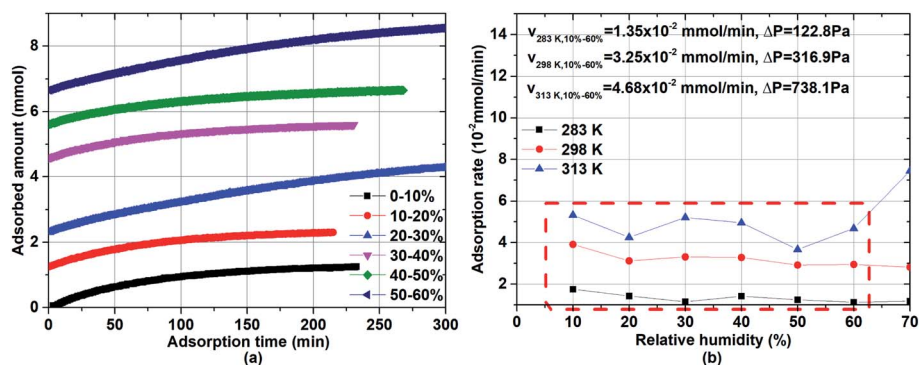 8
6
4
2
0
0 50 100 150 200 250 300
Adsorbed amount (mmol)
Adsorption time (min)
0-10%
10-20%
20-30%
30-40%
40-50%
50-60%
(a)
14
12
10
8
6
4
2
0 10 20 30 40 50 60 70
Adsorption rate (10⁻²mmol/min)
Relative humidity (%)
v283 K,10%-60%=1.35x10⁻² mmol/min, ΔP=122.8Pa
v298 K,10%-60%=3.25x10⁻² mmol/min, ΔP=316.9Pa
v313 K,10%-60%=4.68x10⁻² mmol/min, ΔP=738.1Pa
283 K
298 K
313 K
(b)